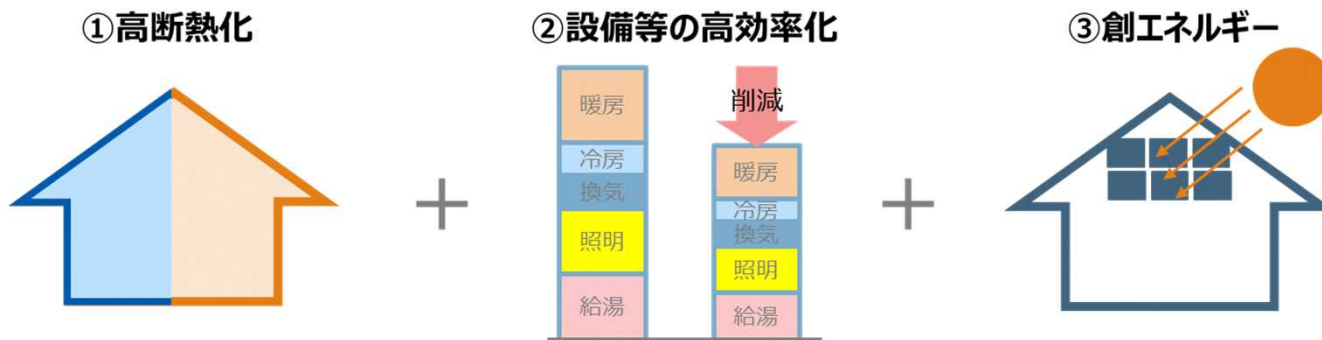 ①高断熱化
②設備等の高効率化
③創エネルギー
暖房
冷房
換気
照明
給湯
削減
暖房
冷房
換気
照明
給湯